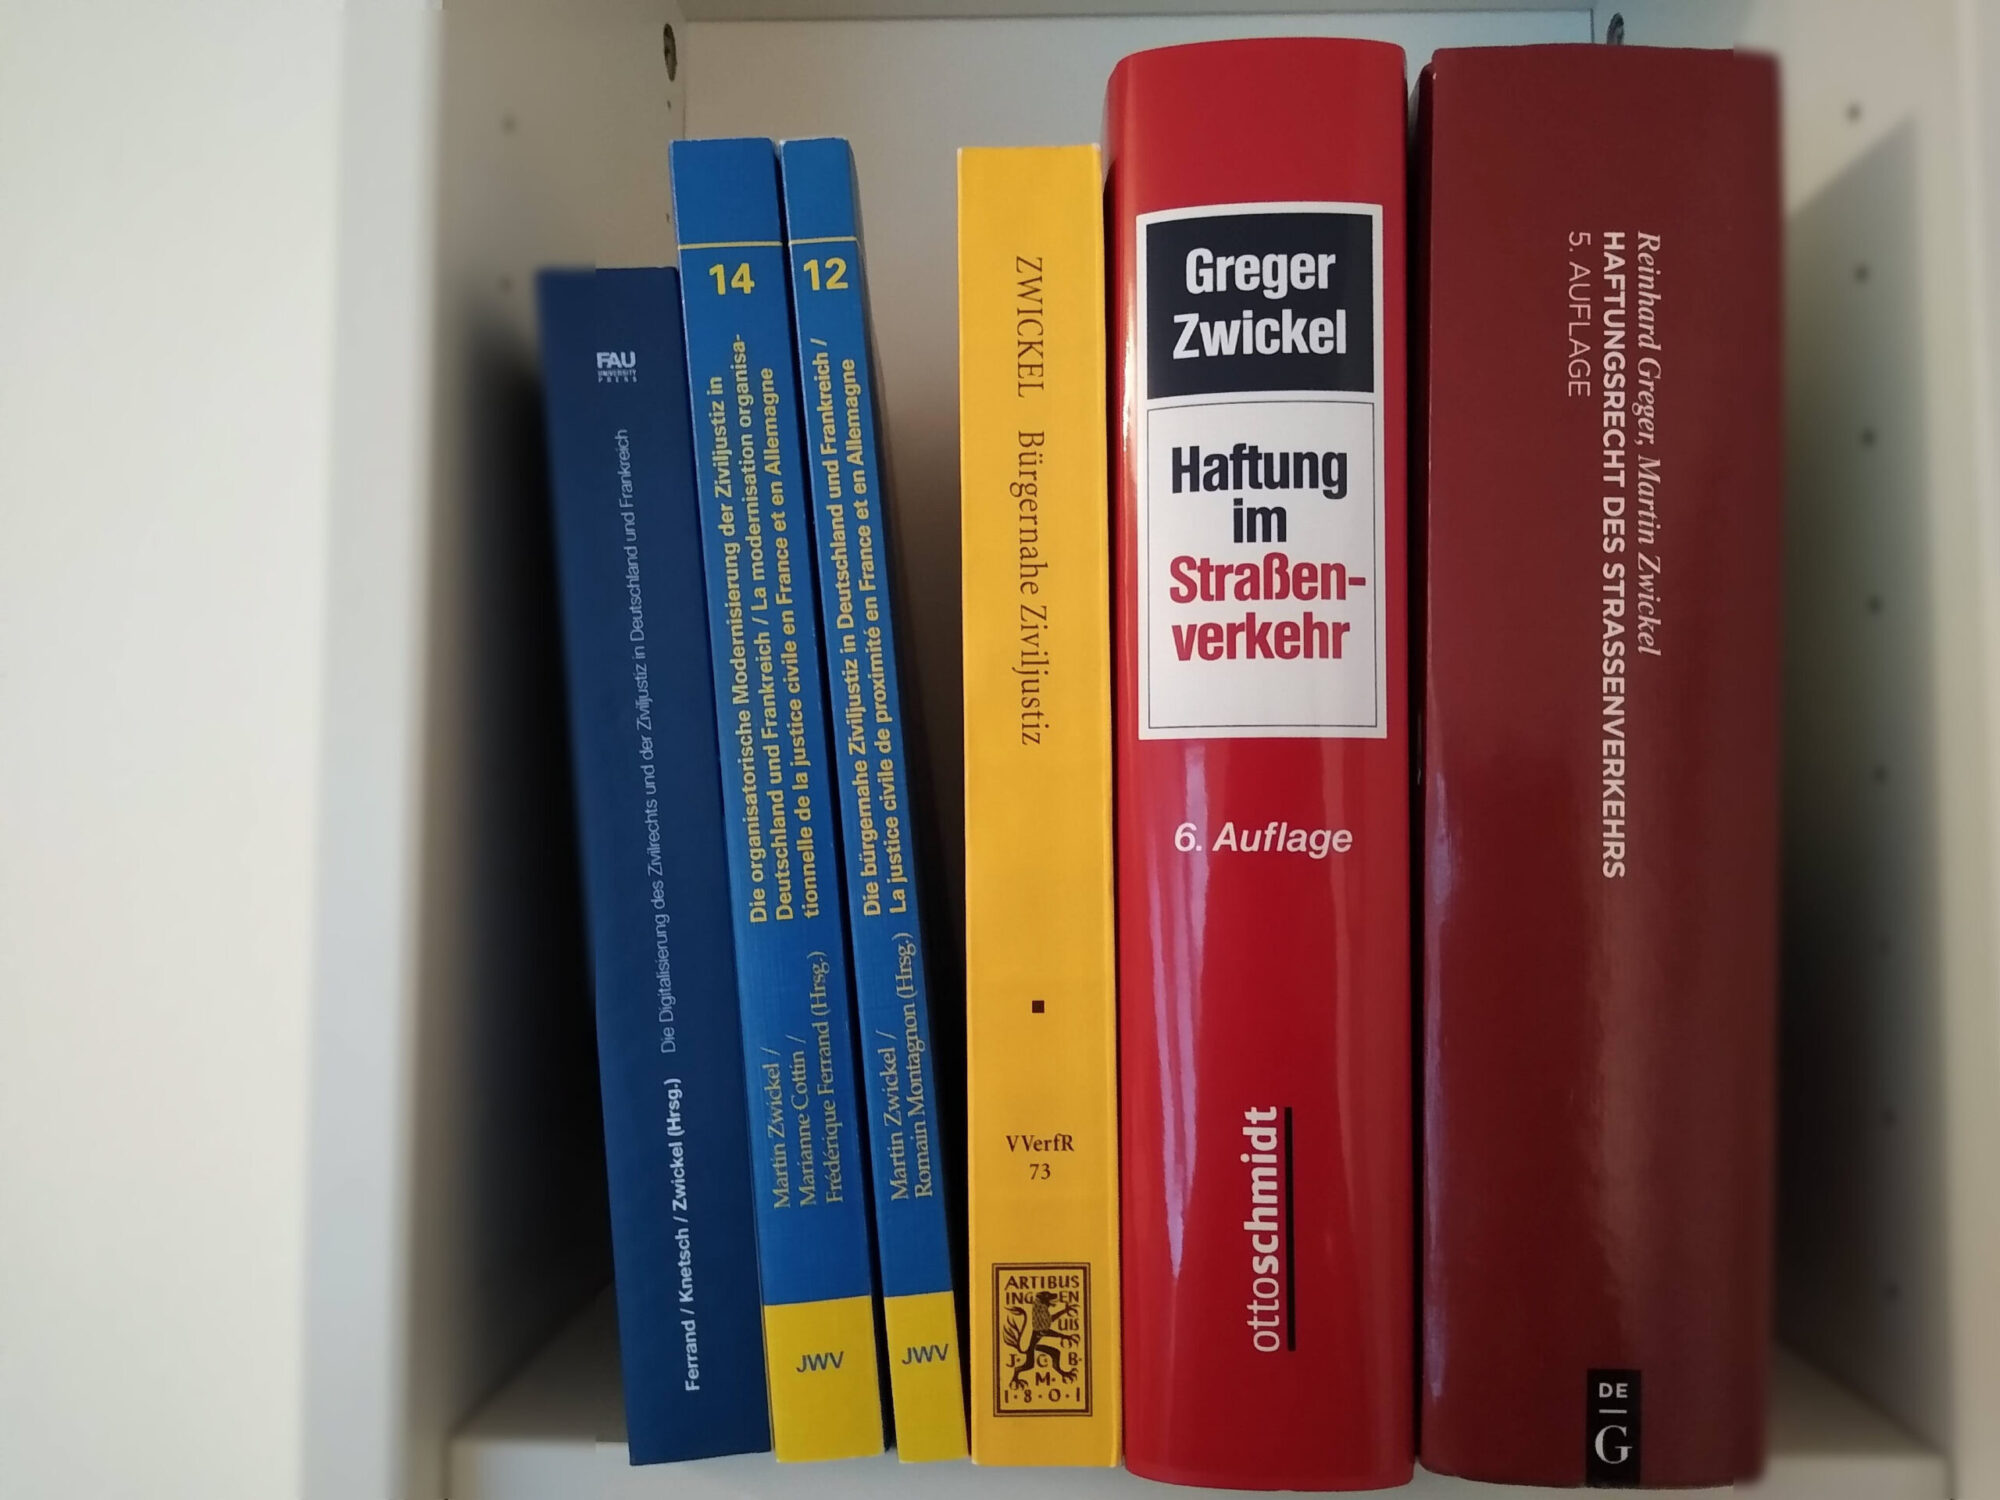 FAU
UNIVERSITY
PRESS
Ferrand / Knetsch / Zwickel (Hrsg.) Die Digitalisierung des Zivilrechts und der Ziviljustiz in Deutschland und Frankreich
14
Die organisatorische Modernisierung der Ziviljustiz in
Deutschland und Frankreich / La modernisation organisa-
tionnelle de la justice civile en France et en Allemagne
Martin Zwickel /
Marianne Cottin /
Frédérique Ferrand (Hrsg.)
JWV
12
Die bürgernahe Ziviljustiz in Deutschland und Frankreich /
La justice civile de proximité en France et en Allemagne
Martin Zwickel /
Romain Montagnon (Hrsg.)
JWV
ZWICKEL Bürgernahe Ziviljustiz
VVerfR
73
ARTIBUS
J·C·B·
M·
1·8·0·1
Greger
Zwickel
Haftung
im
Straßen-
verkehr
6. Auflage
ottoschmidt
Reinhard Greger, Martin Zwickel
HAFTUNGSRECHT DES STRASSENVERKEHRS
5. AUFLAGE
DE
G